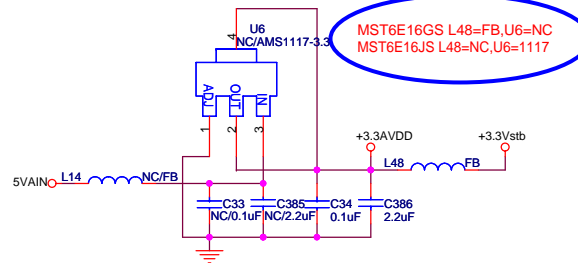 U6
NC/AMS1117-3.3
4
MST6E16GS L48=FB,U6=NC
MST6E16JS L48=NC,U6=1117
ADJ
OUT
IN
1
2
3
+3.3AVDD
+3.3Vstb
5VAIN
L14
NC/FB
L48
FB
C33
NC/0.1uF
C385
NC/2.2uF
C34
0.1uF
C386
2.2uF